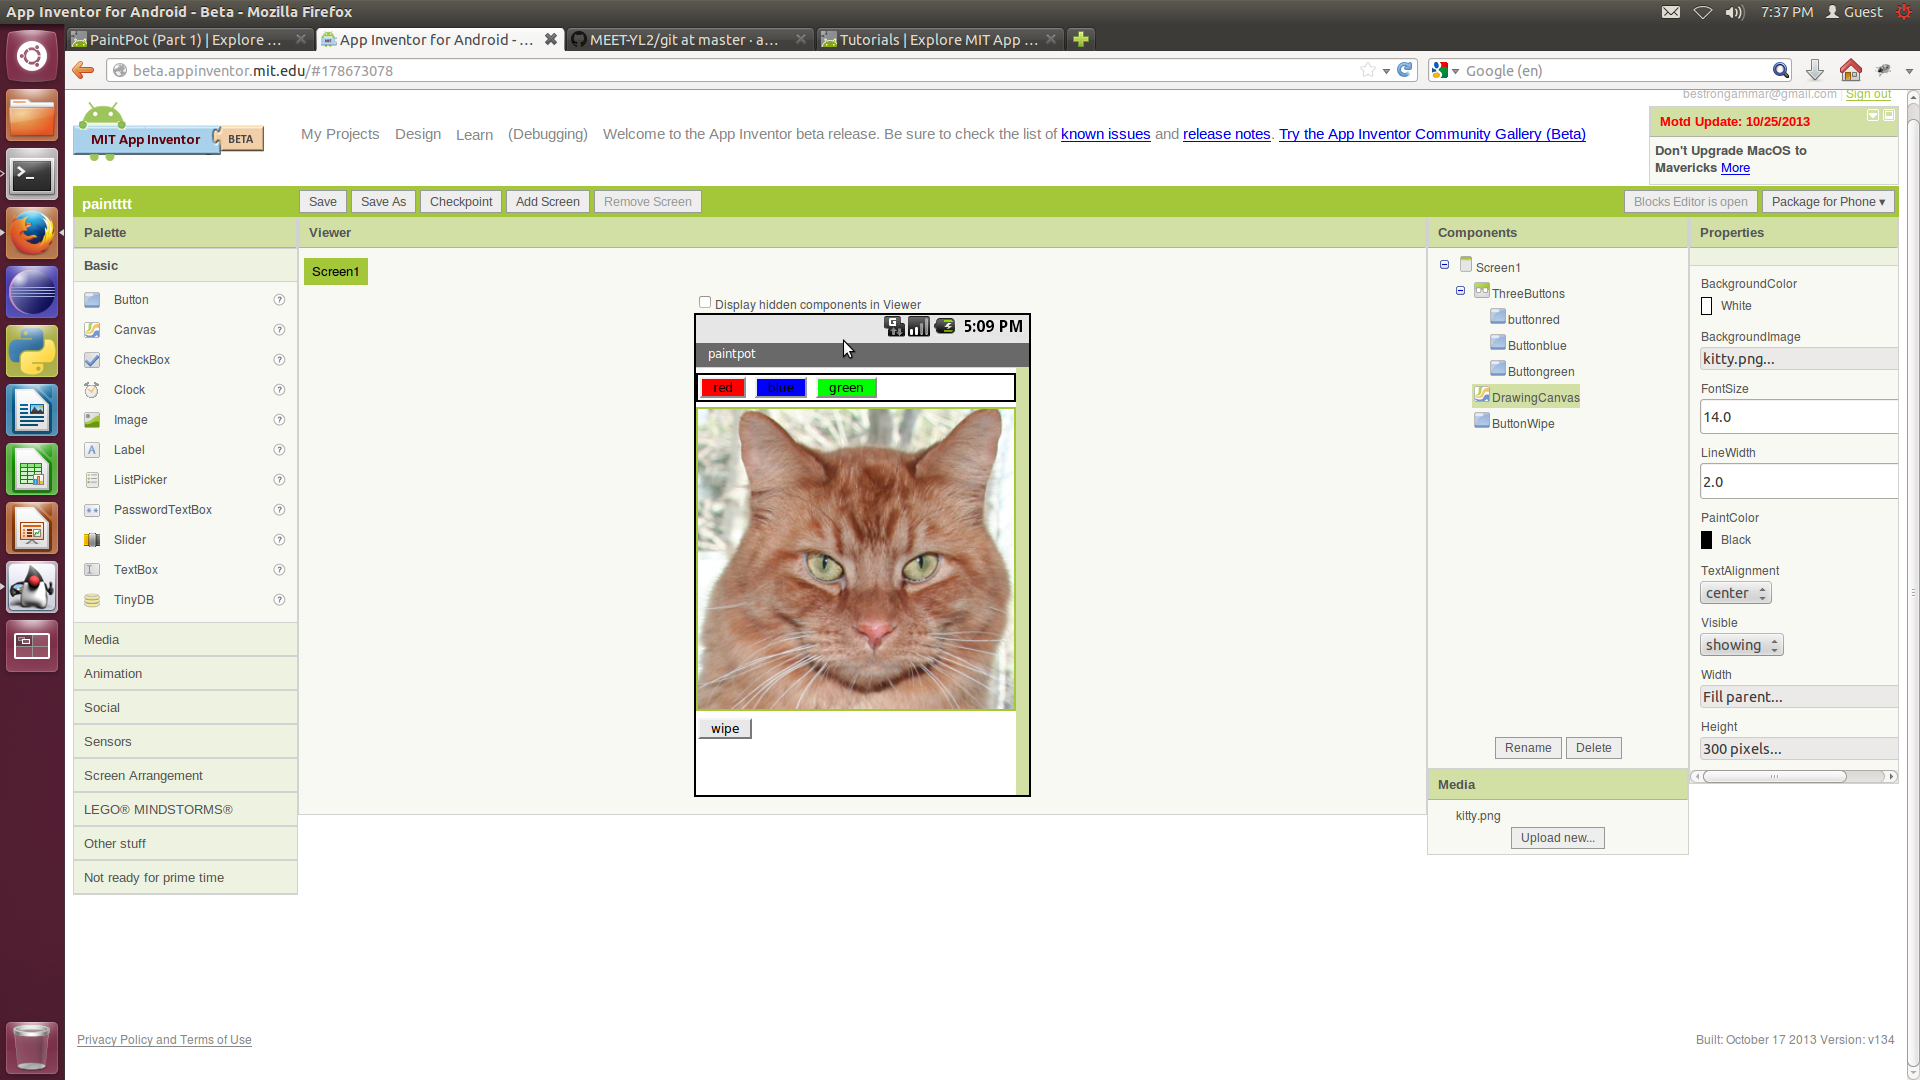 App Inventor for Android - Beta - Mozilla Firefox
7:37 PM Guest
PaintPot (Part 1) | Explore ...
App Inventor for Android - ...
MEET-YL2/git at master · a...
Tutorials | Explore MIT App ...
beta.appinventor.mit.edu/#178673078
Google (en)
bestrongammar@gmail.com | Sign out
MIT App Inventor BETA
My Projects Design Learn (Debugging) Welcome to the App Inventor beta release. Be sure to check the list of known issues and release notes. Try the App Inventor Community Gallery (Beta)
Motd Update: 10/25/2013
Don't Upgrade MacOS to
Mavericks More
paintttt
Save
Save As
Checkpoint
Add Screen
Remove Screen
Blocks Editor is open
Package for Phone ▾
Palette
Basic
Button
Canvas
CheckBox
Clock
Image
Label
ListPicker
PasswordTextBox
Slider
TextBox
TinyDB
Media
Animation
Social
Sensors
Screen Arrangement
LEGO® MINDSTORMS®
Other stuff
Not ready for prime time
Viewer
Screen1
Display hidden components in Viewer
5:09 PM
paintpot
red
blue
green
wipe
Components
Screen1
ThreeButtons
buttonred
Buttonblue
Buttongreen
DrawingCanvas
ButtonWipe
Rename
Delete
Media
kitty.png
Upload new...
Properties
BackgroundColor
White
BackgroundImage
kitty.png...
FontSize
14.0
LineWidth
2.0
PaintColor
Black
TextAlignment
center
Visible
showing
Width
Fill parent...
Height
300 pixels...
Privacy Policy and Terms of Use
Built: October 17 2013 Version: v134